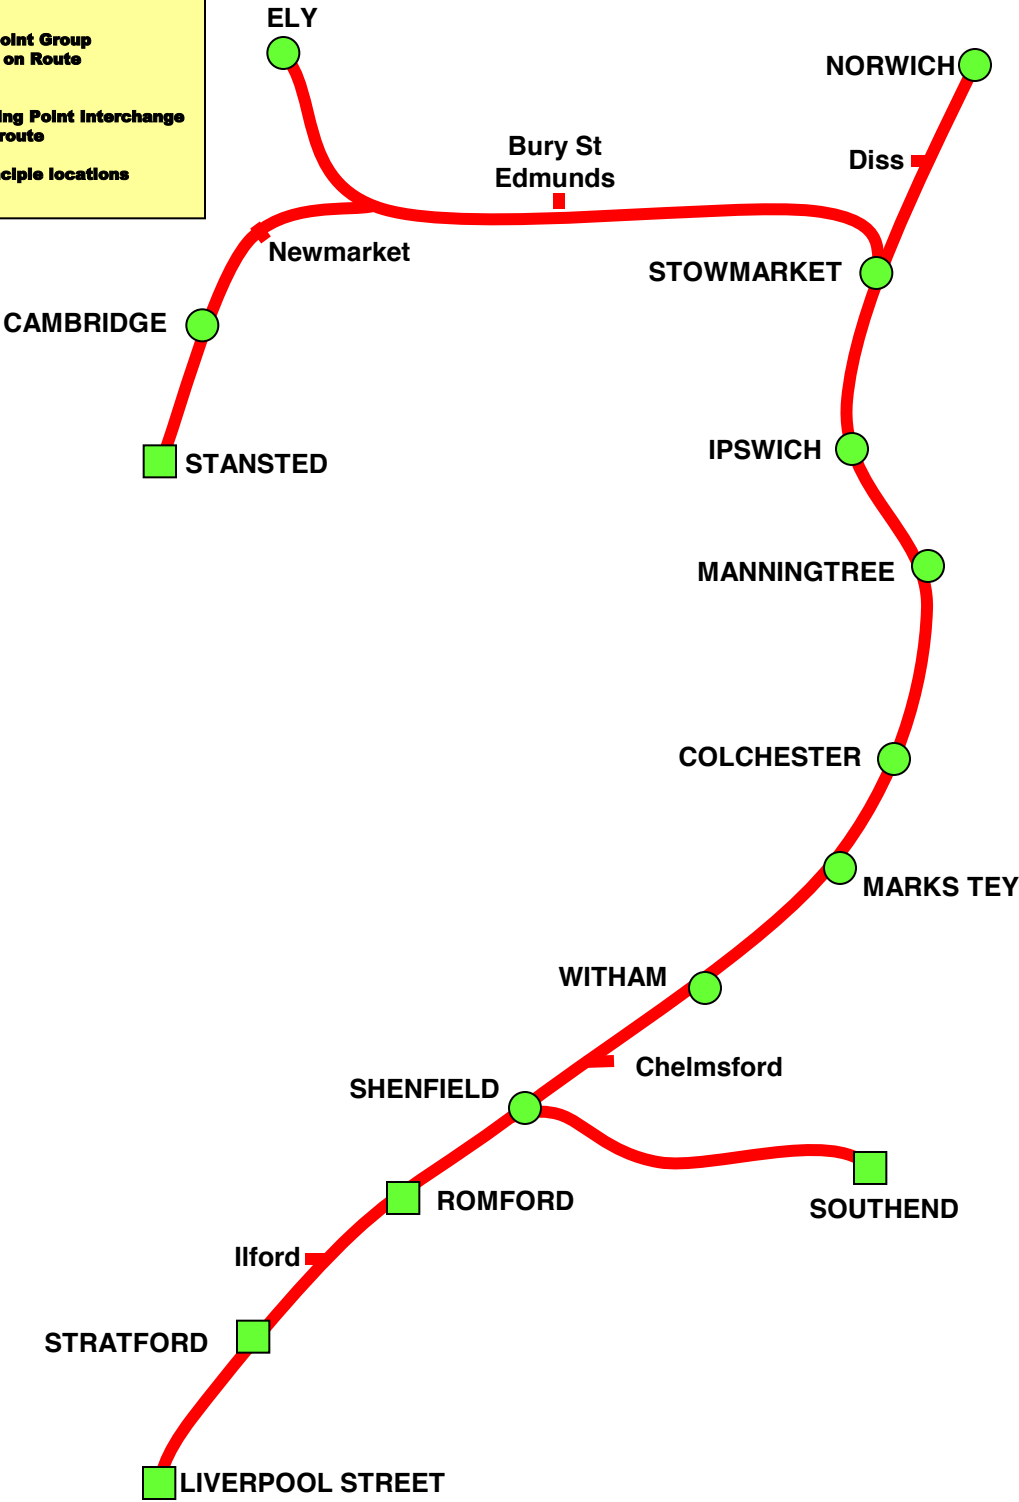 ELY
oint Group
on Route
ing Point Interchange
route
ciple locations
NORWICH
Bury St
Edmunds
Diss
Newmarket
STOWMARKET
CAMBRIDGE
IPSWICH
STANSTED
MANNINGTREE
COLCHESTER
MARKS TEY
WITHAM
Chelmsford
SHENFIELD
ROMFORD
SOUTHEND
Ilford
STRATFORD
LIVERPOOL STREET